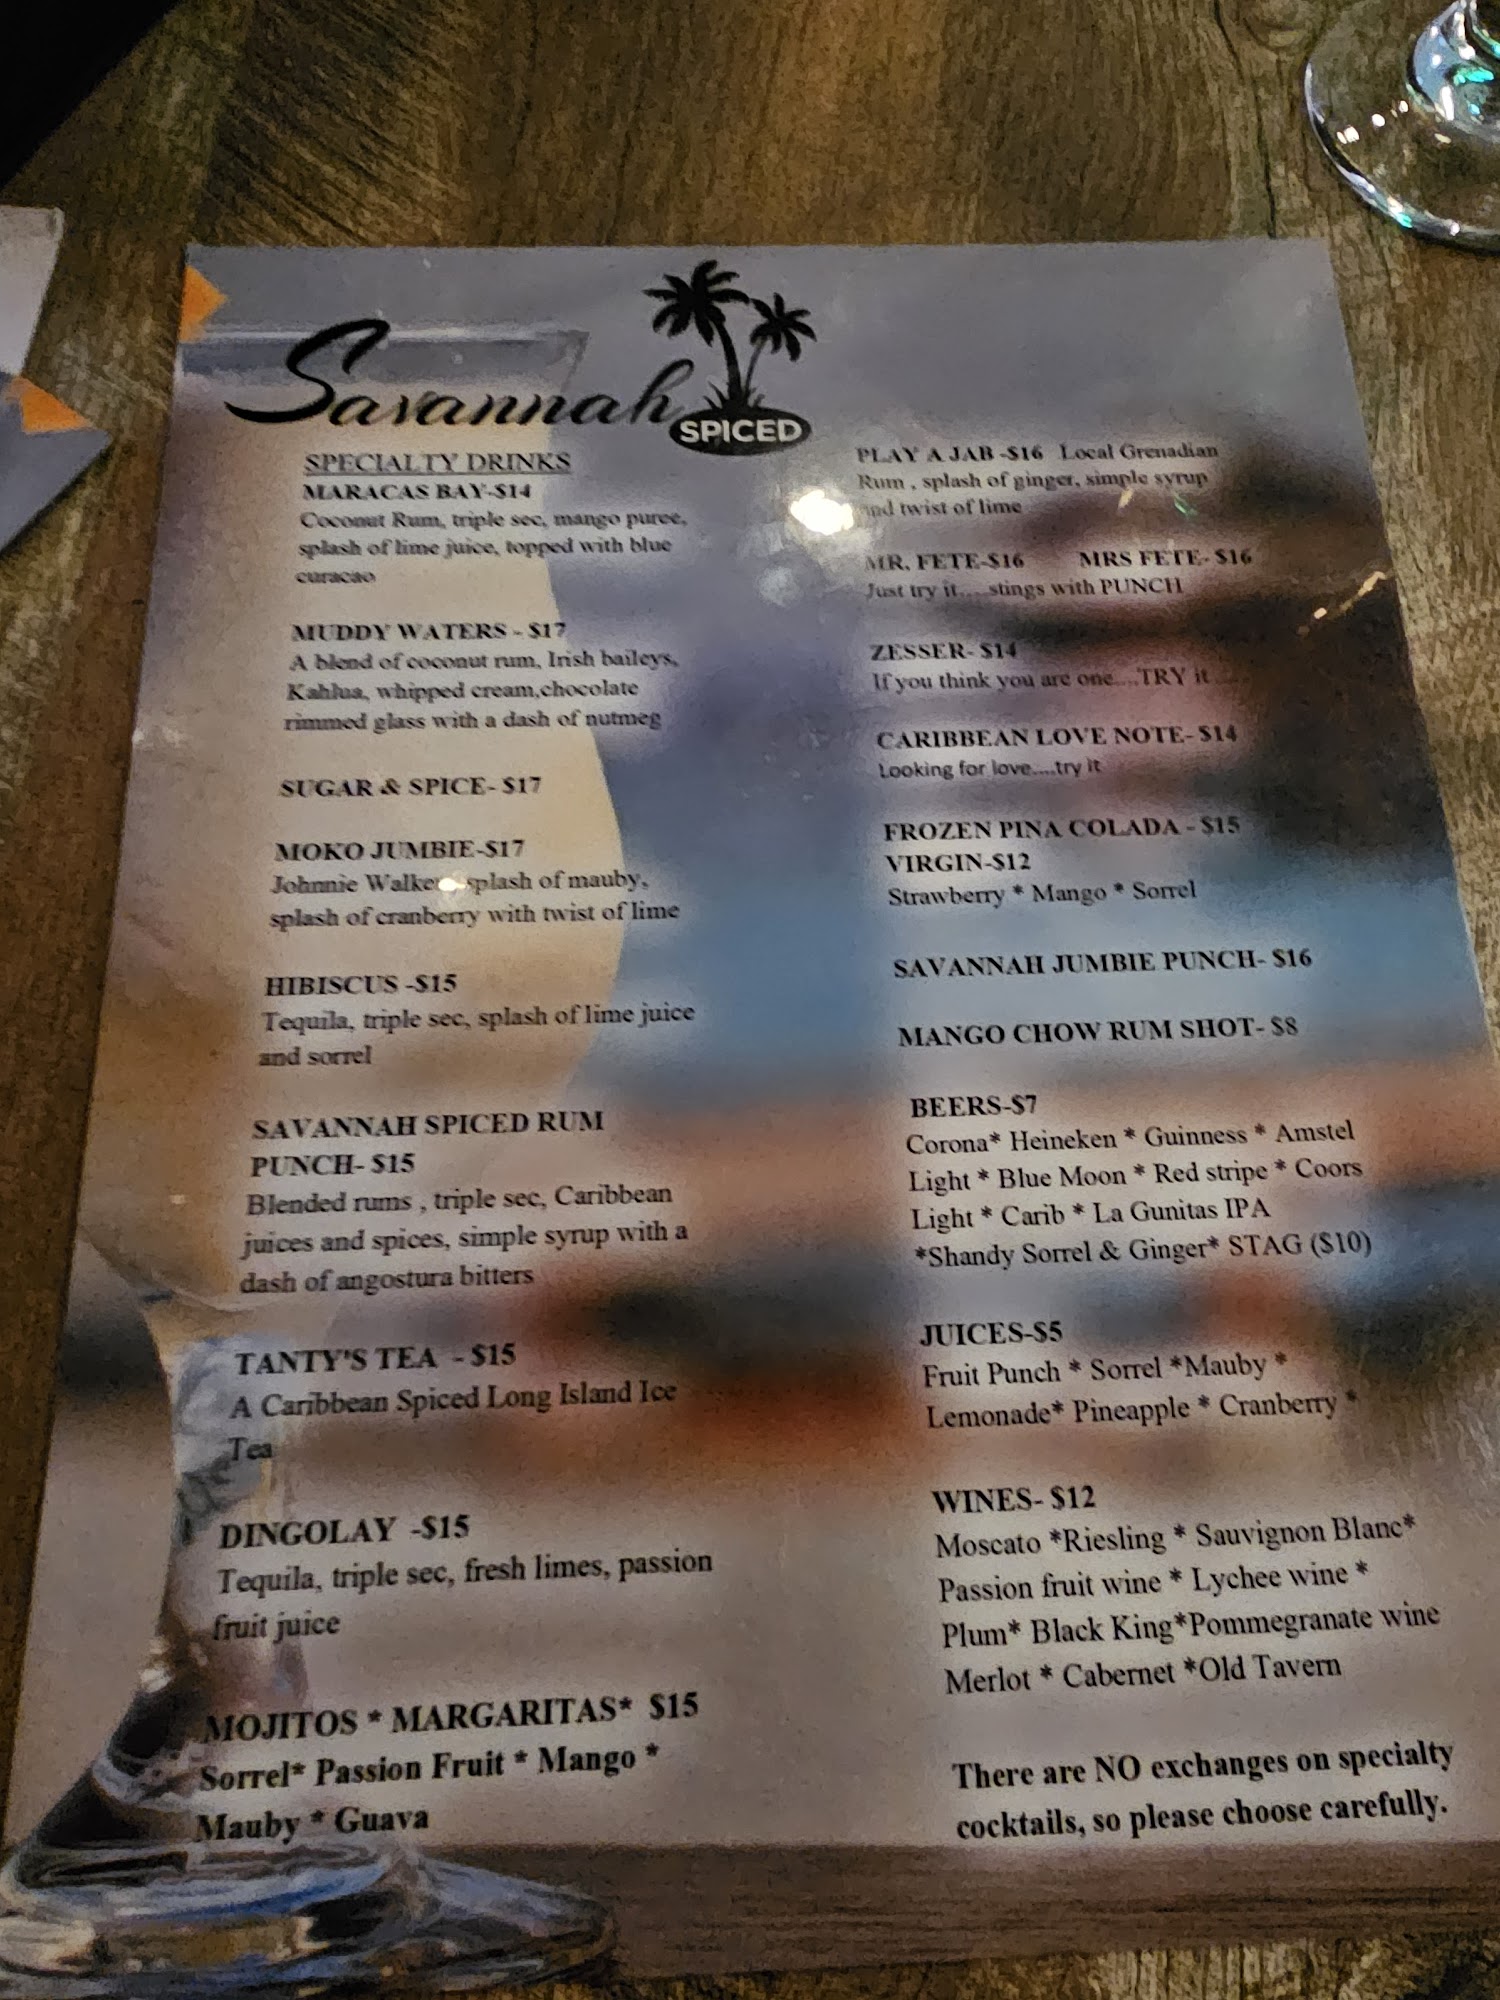 Savannah
SPICED
SPECIALTY DRINKS
MARACAS BAY-$14
Coconut Rum, triple sec, mango puree,
splash of lime juice, topped with blue
curacao
MUDDY WATERS - $17
A blend of coconut rum, Irish baileys,
Kahlua, whipped cream,chocolate
rimmed glass with a dash of nutmeg
SUGAR & SPICE- $17
MOKO JUMBIE-$17
Johnnie Walker splash of mauby,
splash of cranberry with twist of lime
HIBISCUS -$15
Tequila, triple sec, splash of lime juice
and sorrel
SAVANNAH SPICED RUM
PUNCH- $15
Blended rums , triple sec, Caribbean
juices and spices, simple syrup with a
dash of angostura bitters
TANTY'S TEA - $15
A Caribbean Spiced Long Island Ice
Tea
DINGOLAY -$15
Tequila, triple sec, fresh limes, passion
fruit juice
MOJITOS * MARGARITAS* $15
Sorrel* Passion Fruit * Mango *
Mauby * Guava
PLAY A JAB -$16 Local Grenadian
Rum , splash of ginger, simple syrup
and twist of lime
MR. FETE-$16 MRS FETE- $16
Just try it.....stings with PUNCH
ZESSER- $14
If you think you are one....TRY it......
CARIBBEAN LOVE NOTE- $14
Looking for love....try it
FROZEN PINA COLADA - $15
VIRGIN-$12
Strawberry * Mango * Sorrel
SAVANNAH JUMBIE PUNCH- $16
MANGO CHOW RUM SHOT- $8
BEERS-$7
Corona* Heineken * Guinness * Amstel
Light * Blue Moon * Red stripe * Coors
Light * Carib * La Gunitas IPA
*Shandy Sorrel & Ginger* STAG ($10)
JUICES-$5
Fruit Punch * Sorrel *Mauby *
Lemonade* Pineapple * Cranberry *
WINES- $12
Moscato *Riesling * Sauvignon Blanc*
Passion fruit wine * Lychee wine *
Plum* Black King*Pommegranate wine
Merlot * Cabernet *Old Tavern
There are NO exchanges on specialty
cocktails, so please choose carefully.